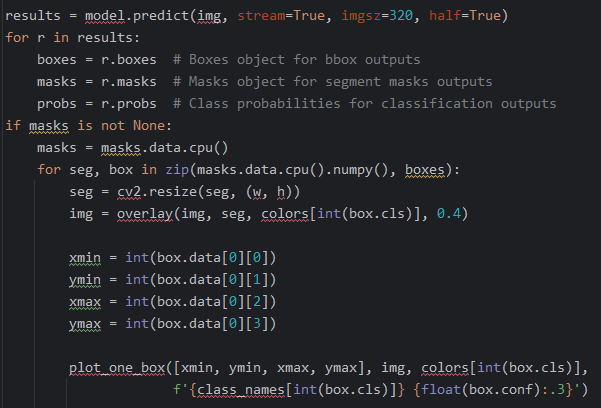 results = model.predict(img, stream=True, imgsz=320, half=True)
for r in results:
    boxes = r.boxes  # Boxes object for bbox outputs
    masks = r.masks  # Masks object for segment masks outputs
    probs = r.probs  # Class probabilities for classification outputs
if masks is not None:
    masks = masks.data.cpu()
    for seg, box in zip(masks.data.cpu().numpy(), boxes):
        seg = cv2.resize(seg, (w, h))
        img = overlay(img, seg, colors[int(box.cls)], 0.4)

        xmin = int(box.data[0][0])
        ymin = int(box.data[0][1])
        xmax = int(box.data[0][2])
        ymax = int(box.data[0][3])

        plot_one_box([xmin, ymin, xmax, ymax], img, colors[int(box.cls)],
                     f'{class_names[int(box.cls)]} {float(box.conf):.3}')